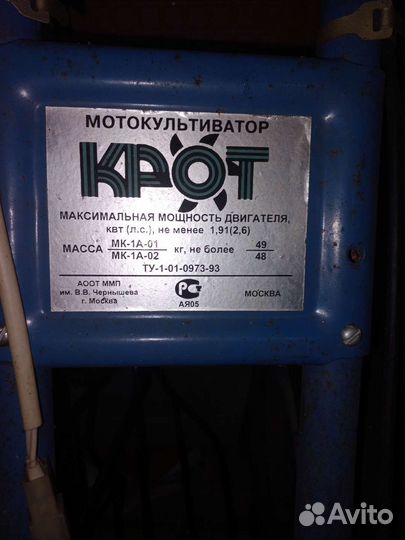 МОТОКУЛЬТИВАТОР
КРОТ
МАКСИМАЛЬНАЯ МОЩНОСТЬ ДВИГАТЕЛЯ,
квт (л.с.), не менее 1,91(2,6)
МАССА МК-1А-01 кг, не более 49
МК-1А-02 48
ТУ-1-01-0973-93
АООТ ММП
им. В.В. Чернышева
г. Москва
РС
АЯ05
МОСКВА
Avito